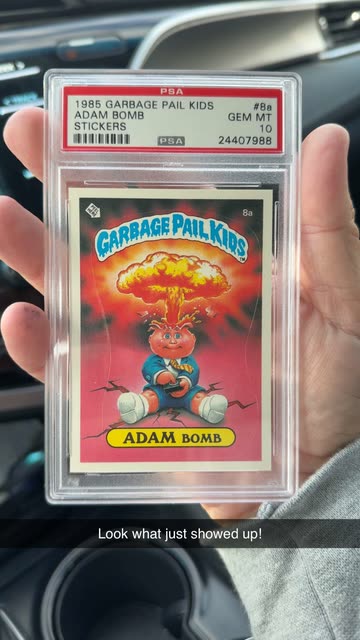 PSA
1985 GARBAGE PAIL KIDS #8a
ADAM BOMB GEM MT
STICKERS 10
PSA 24407988
8a
GARBAGE PAIL KIDS
ADAM BOMB
Look what just showed up!